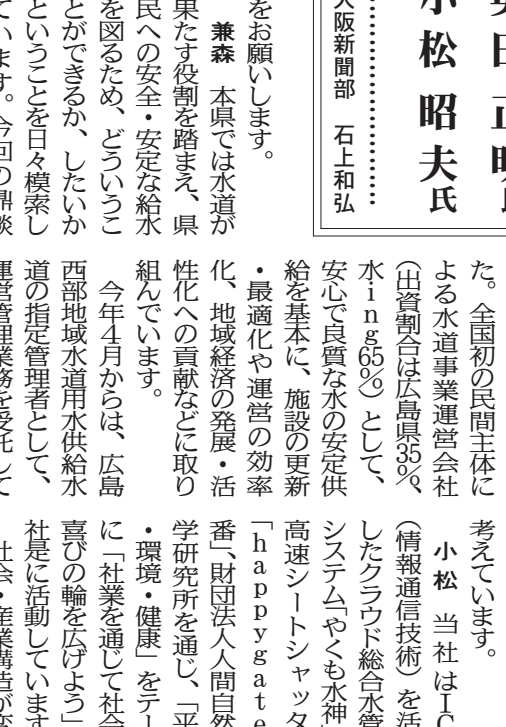 小松 昭夫氏
大阪新聞部 石上和弘
をお願いします。
兼森 本県では水道が
果たす役割を踏まえ、県
民への安全・安定な給水
を図るため、どういうこ
とができるか、したいか
ということを日々模索し
ています。今回の鼎談
た。全国初の民間主体に
よる水道事業運営会社
（出資割合は広島県35%、
水ing65%）として、
安心で良質な水の安定供
給を基本に、施設の更新
・最適化や運営の効率
化、地域経済の発展・活
性化への貢献などに取り
組んでいます。
今年4月からは、広島
西部地域水道用水供給水
道の指定管理者として、
運営管理業務を受託して
考えています。
小松 当社はIC
（情報通信技術）を活
したクラウド総合水管
システム「やくも水神」
高速シートシャッタ
「happygate
番」、財団法人人間自然
学研究所を通じ、「平
・環境・健康」をテー
に「社業を通じて社会
喜びの輪を広げよう」
社是に活動しています
社会・産業構造が変